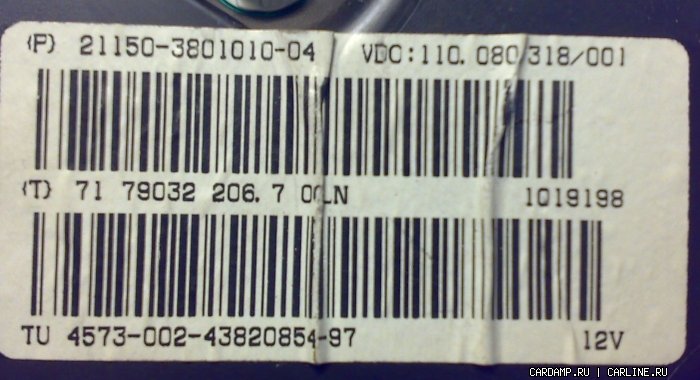 (P) 21150-3801010-04 VDO:110.080318/001
(T) 71 79032 206.7 00LN 1019198
TU 4573-002-43820854-97 12V
CARDAMP.RU | CARLINE.RU